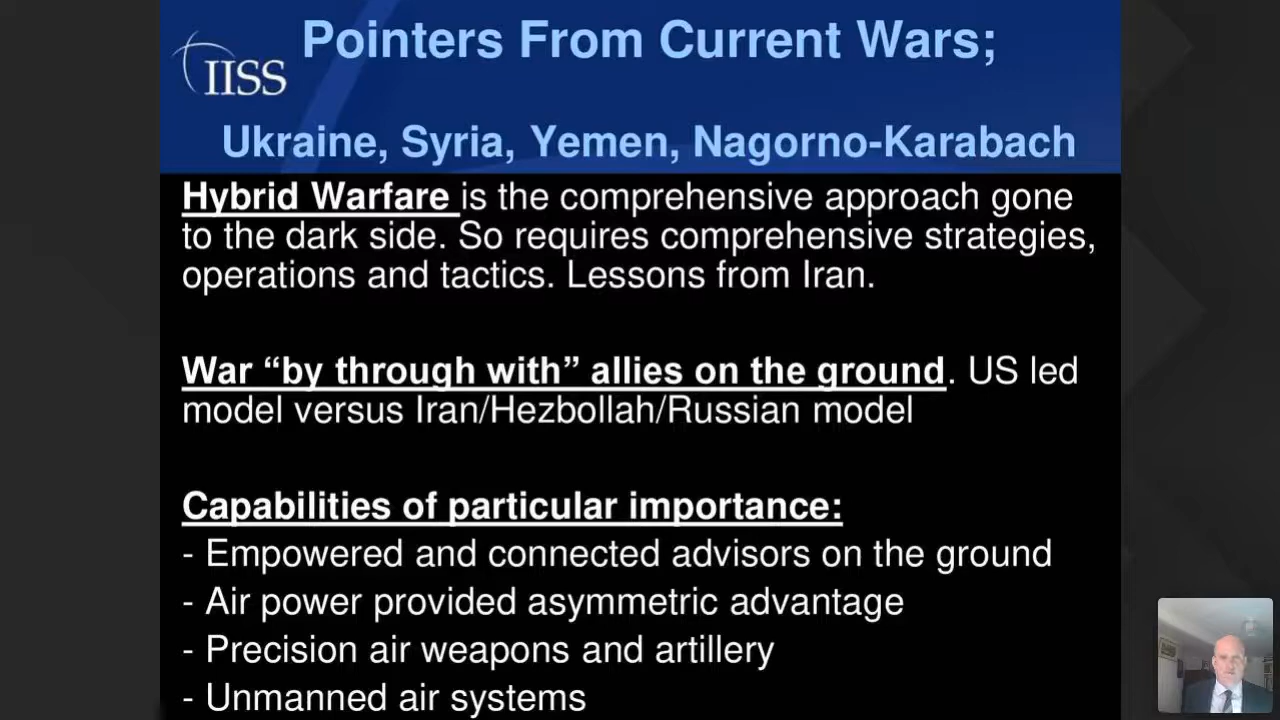 Pointers From Current Wars;
IISS
Ukraine, Syria, Yemen, Nagorno-Karabach
Hybrid Warfare is the comprehensive approach gone
to the dark side. So requires comprehensive strategies,
operations and tactics. Lessons from Iran.
War “by through with” allies on the ground. US led
model versus Iran/Hezbollah/Russian model
Capabilities of particular importance:
- Empowered and connected advisors on the ground
- Air power provided asymmetric advantage
- Precision air weapons and artillery
- Unmanned air systems